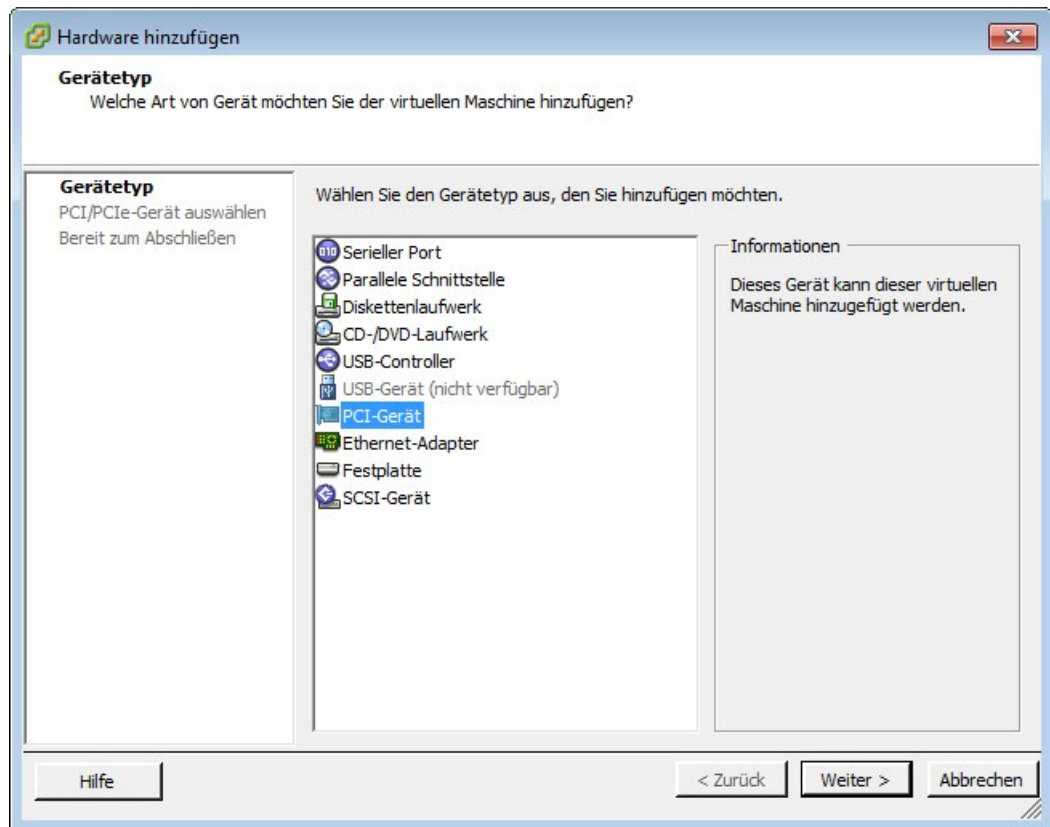 Hardware hinzufügen
Gerätetyp
Welche Art von Gerät möchten Sie der virtuellen Maschine hinzufügen?
Gerätetyp
PCI/PCIe-Gerät auswählen
Bereit zum Abschließen
Wählen Sie den Gerätetyp aus, den Sie hinzufügen möchten.
Serieller Port
Parallele Schnittstelle
Diskettenlaufwerk
CD-/DVD-Laufwerk
USB-Controller
USB-Gerät (nicht verfügbar)
PCI-Gerät
Ethernet-Adapter
Festplatte
SCSI-Gerät
Informationen
Dieses Gerät kann dieser virtuellen
Maschine hinzugefügt werden.
Hilfe
< Zurück
Weiter >
Abbrechen